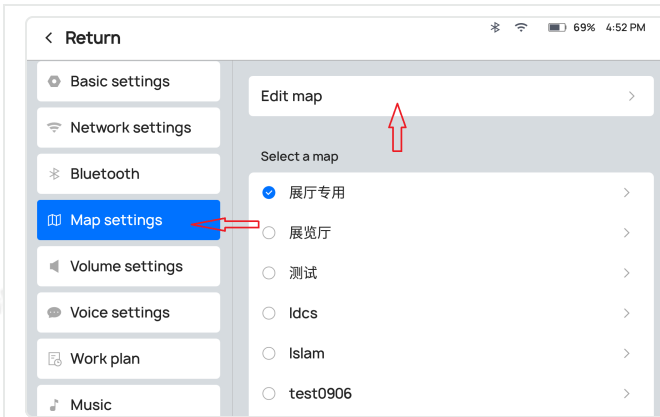 Return
69% 4:52 PM
Basic settings
Network settings
Bluetooth
Map settings
Volume settings
Voice settings
Work plan
Music
Edit map
Select a map
展厅专用
展览厅
测试
ldcs
Islam
test0906